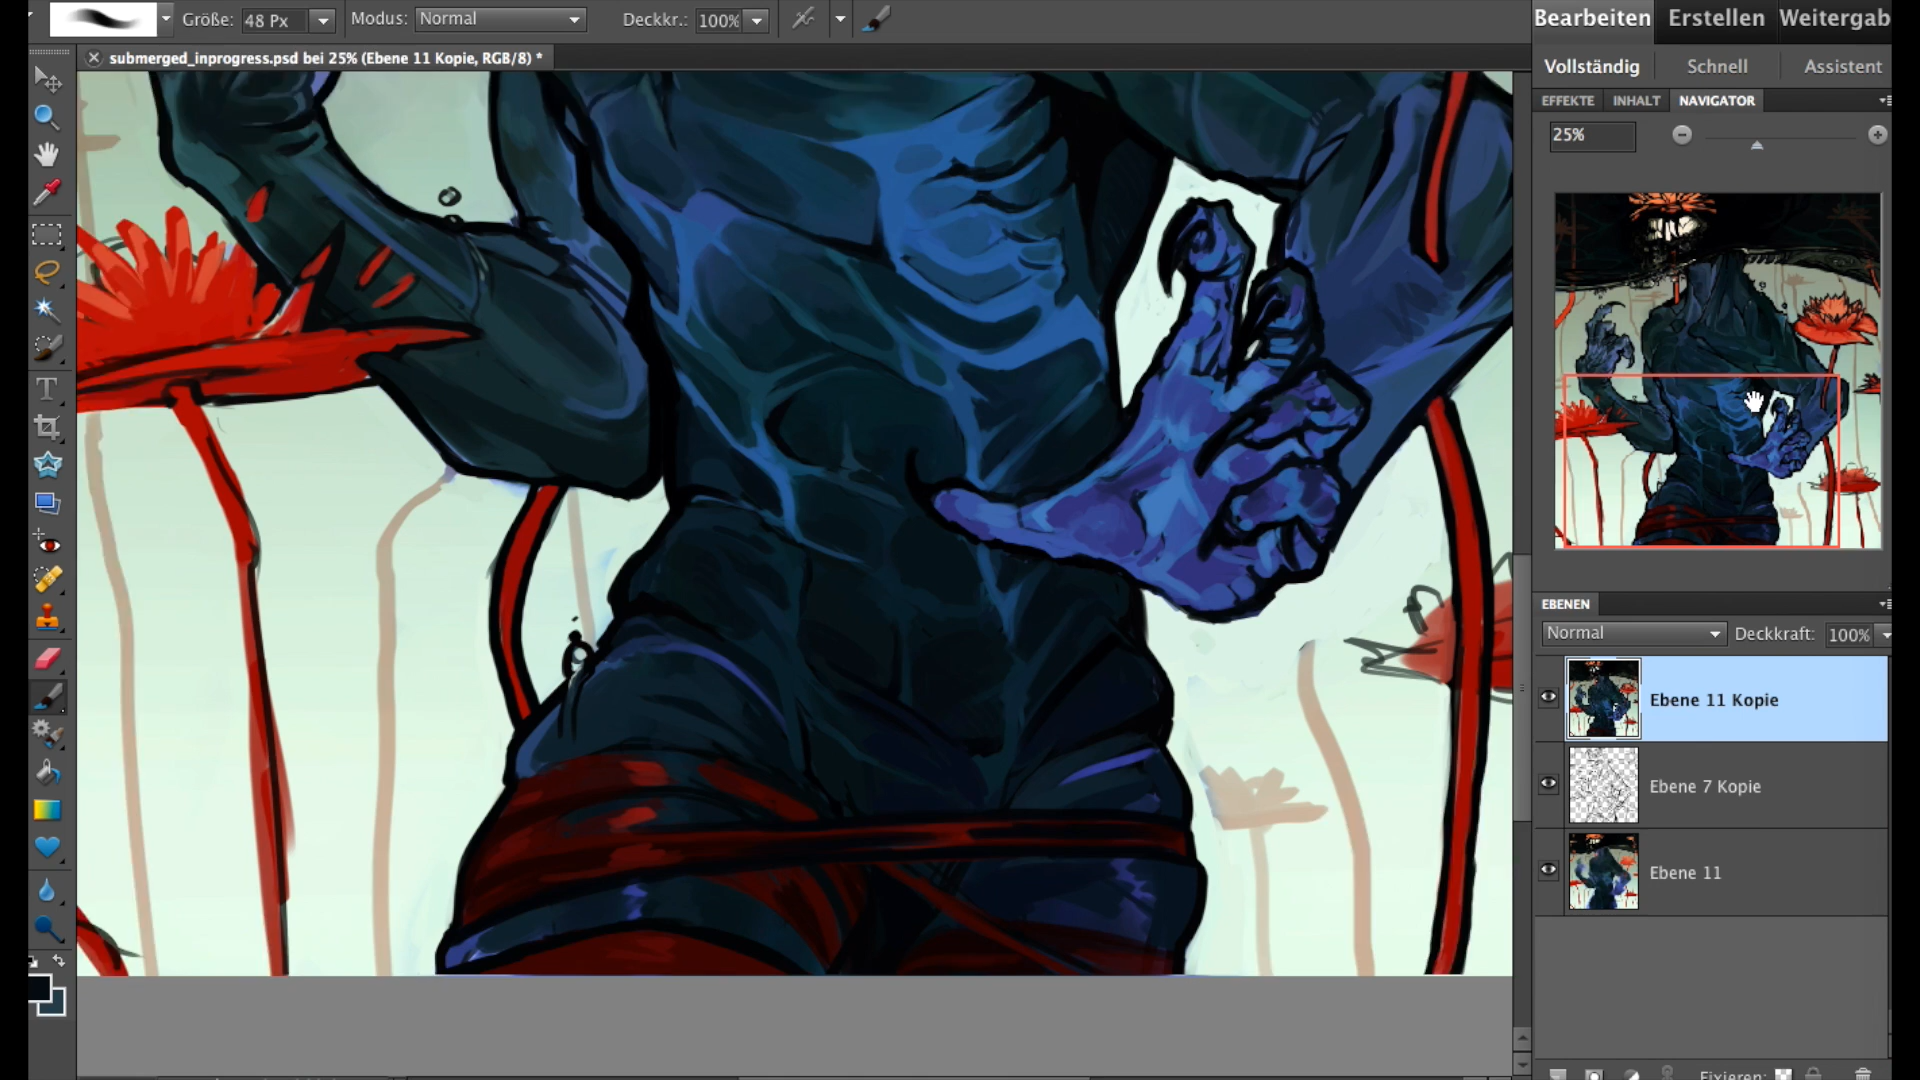 Größe: 48 Px Modus: Normal Deckkr.: 100% Bearbeiten Erstellen Weitergab
submerged_inprogress.psd bei 25% (Ebene 11 Kopie, RGB/8) * Vollständig Schnell Assistent
EFFEKTE INHALT NAVIGATOR
25%
T
EBENEN
Normal Deckkraft: 100%
Ebene 11 Kopie
Ebene 7 Kopie
Ebene 11
Fixieren: